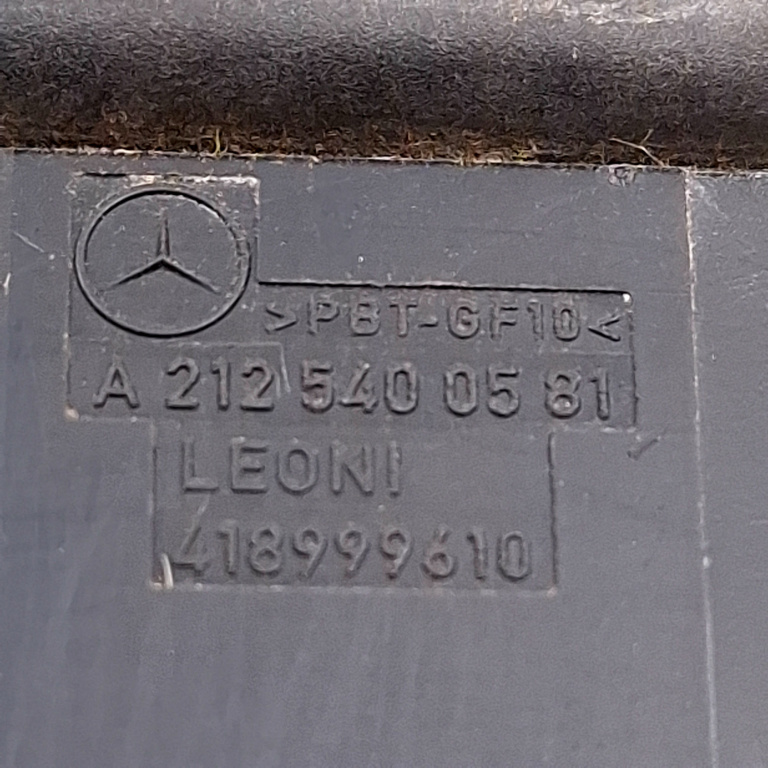 >PBT-GF10<
A 212 540 05 81
LEONI
418999610